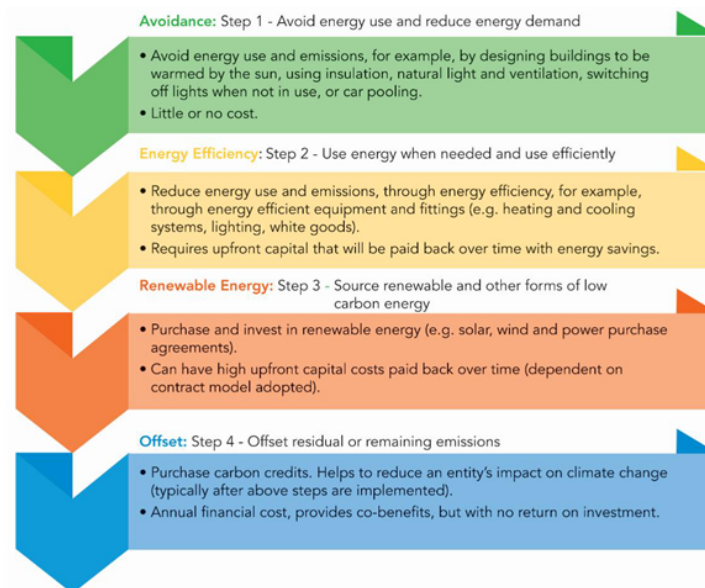 Avoidance: Step 1 - Avoid energy use and reduce energy demand
• Avoid energy use and emissions, for example, by designing buildings to be
warmed by the sun, using insulation, natural light and ventilation, switching
off lights when not in use, or car pooling.
• Little or no cost.
Energy Efficiency: Step 2 - Use energy when needed and use efficiently
• Reduce energy use and emissions, through energy efficiency, for example,
through energy efficient equipment and fittings (e.g. heating and cooling
systems, lighting, white goods).
• Requires upfront capital that will be paid back over time with energy savings.
Renewable Energy: Step 3 - Source renewable and other forms of low
carbon energy
• Purchase and invest in renewable energy (e.g. solar, wind and power purchase
agreements).
• Can have high upfront capital costs paid back over time (dependent on
contract model adopted).
Offset: Step 4 - Offset residual or remaining emissions
• Purchase carbon credits. Helps to reduce an entity's impact on climate change
(typically after above steps are implemented).
• Annual financial cost, provides co-benefits, but with no return on investment.